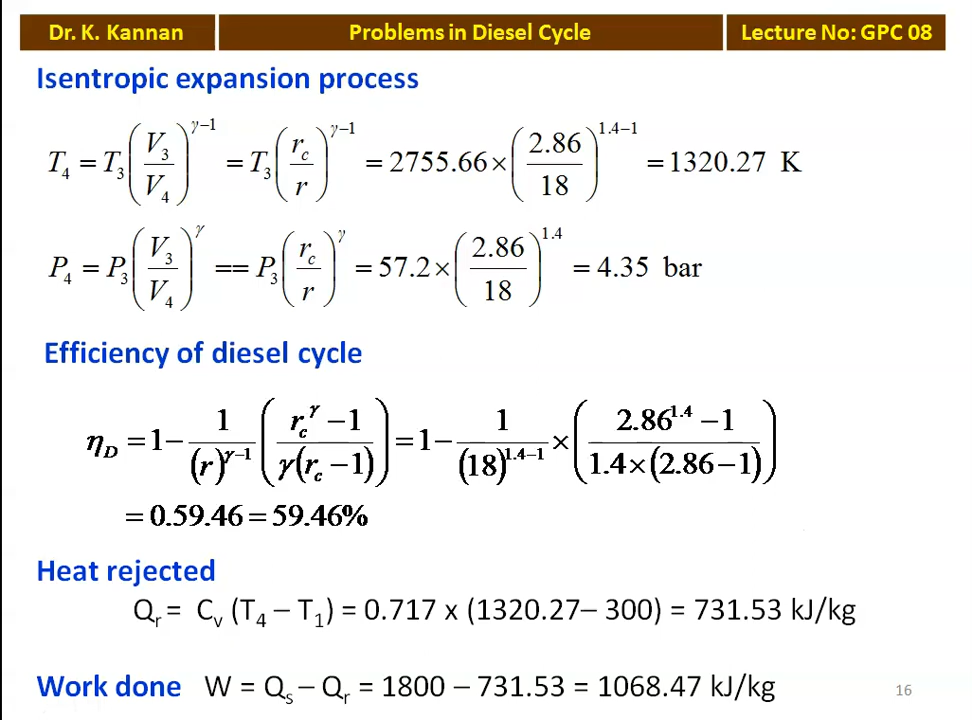 Dr. K. Kannan
Problems in Diesel Cycle
Lecture No: GPC 08
Isentropic expansion process
T₄ = T₃(V₃/V₄)^(γ−1) = T₃(r_c/r)^(γ−1) = 2755.66×(2.86/18)^(1.4−1) = 1320.27 K
P₄ = P₃(V₃/V₄)^γ == P₃(r_c/r)^γ = 57.2×(2.86/18)^1.4 = 4.35 bar
Efficiency of diesel cycle
η_D = 1− 1/(r)^(γ−1) ((r_c^γ −1)/(γ(r_c −1))) = 1− 1/(18)^(1.4−1) ×((2.86^1.4 −1)/(1.4×(2.86−1)))
= 0.59.46 = 59.46%
Heat rejected
Qᵣ = Cᵥ (T₄ – T₁) = 0.717 x (1320.27– 300) = 731.53 kJ/kg
Work done W = Qₛ – Qᵣ = 1800 – 731.53 = 1068.47 kJ/kg
16